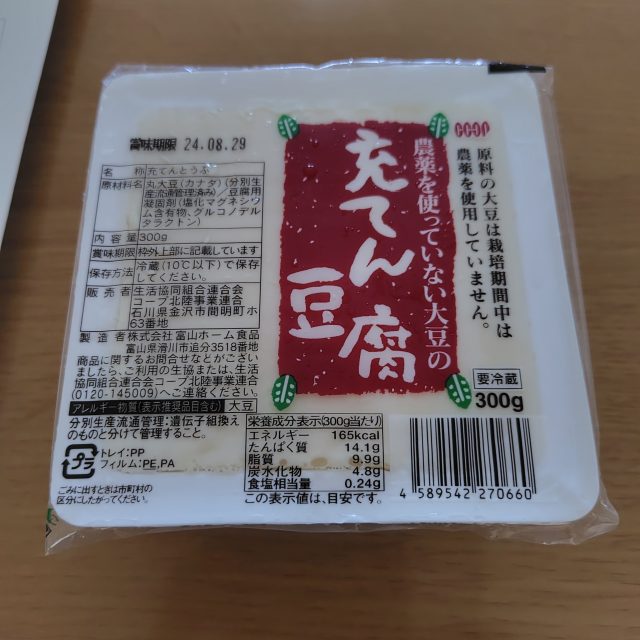 賞味期限 24.08.29
名称 充てんとうふ
原材料名 丸大豆(カナダ)(分別生
産流通管理済み)/豆腐用
凝固剤(塩化マグネシウ
ム含有物、グルコノデル
タラクトン)
内容量 300g
賞味期限 枠外上部に記載しています
保存方法 冷蔵(10℃以下)で保存
してください。
販売者 生活協同組合連合会
コープ北陸事業連合
石川県金沢市間明町ホ
63番地
製造者 株式会社 富山ホーム食品
富山県滑川市追分3518番地
商品に関するお問合せなどがござい
ましたら、ご利用の生協または、生活
協同組合連合会コープ北陸事業連合
(0120-145009)へご連絡ください。
アレルギー物質(表示推奨品目含む) 大豆
分別生産流通管理:遺伝子組換え
のものと分けて管理すること。
プラ
トレイ:PP
フィルム:PE,PA
ごみに出すときは市町村の
区分にしたがってください。
栄養成分表示(300g当たり)
エネルギー 165kcal
たんぱく質 14.1g
脂質 9.9g
炭水化物 4.8g
食塩相当量 0.24g
この表示値は、目安です。
COOP
原料の大豆は栽培期間中は
農薬を使用していません。
農薬を使っていない大豆の
充てん
豆腐
要冷蔵
300g
4 589542 270660